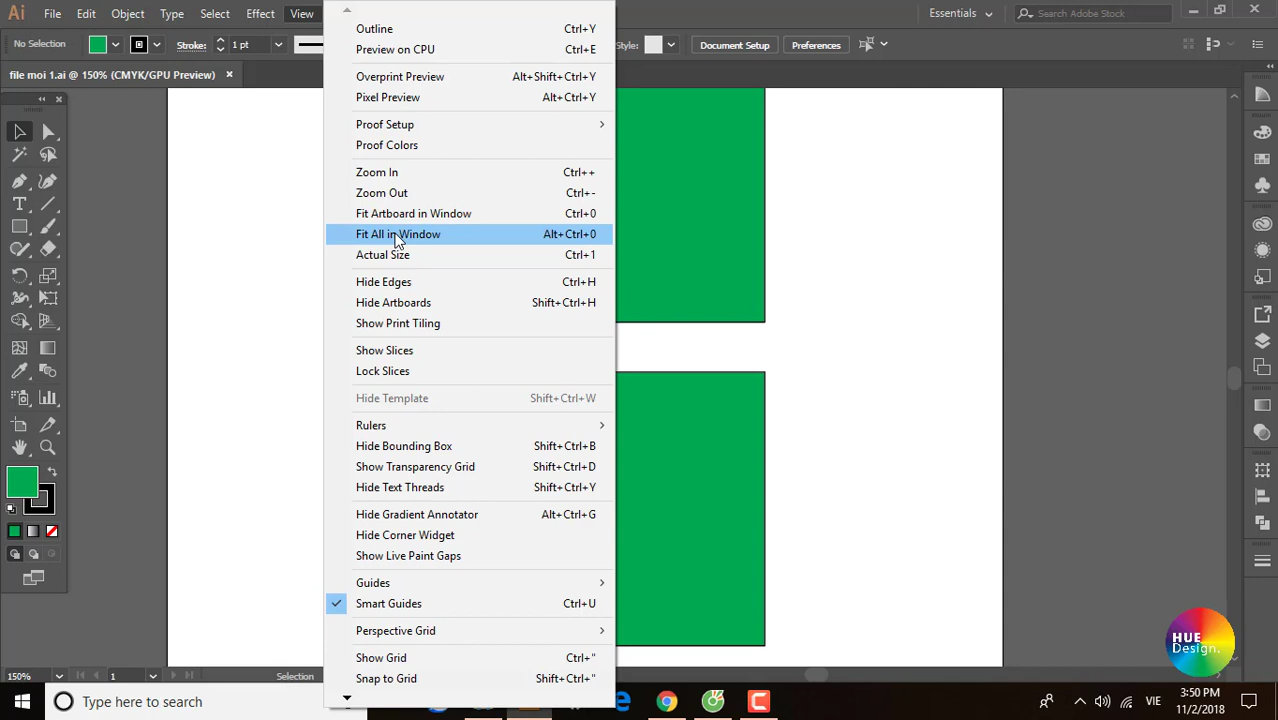 Ai File Edit Object Type Select Effect View Essentials Search Adobe Stock
No Selection Stroke: 1 pt Style: Document Setup Preferences
file moi 1.ai @ 150% (CMYK/GPU Preview)
Outline Ctrl+Y
Preview on CPU Ctrl+E
Overprint Preview Alt+Shift+Ctrl+Y
Pixel Preview Alt+Ctrl+Y
Proof Setup
Proof Colors
Zoom In Ctrl++
Zoom Out Ctrl+-
Fit Artboard in Window Ctrl+0
Fit All in Window Alt+Ctrl+0
Actual Size Ctrl+1
Hide Edges Ctrl+H
Hide Artboards Shift+Ctrl+H
Show Print Tiling
Show Slices
Lock Slices
Hide Template Shift+Ctrl+W
Rulers
Hide Bounding Box Shift+Ctrl+B
Show Transparency Grid Shift+Ctrl+D
Hide Text Threads Shift+Ctrl+Y
Hide Gradient Annotator Alt+Ctrl+G
Hide Corner Widget
Show Live Paint Gaps
Guides
Smart Guides Ctrl+U
Perspective Grid
Show Grid Ctrl+"
Snap to Grid Shift+Ctrl+"
HUE
Design.
150% 1 Selection
Type here to search
VIE
3:50 PM
11/2/2018